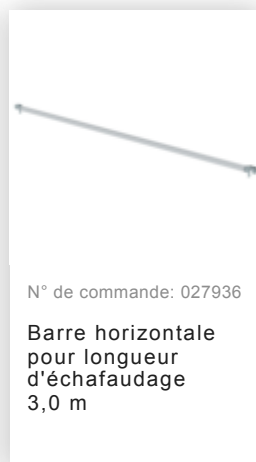 N° de commande: 027936
Barre horizontale
pour longueur
d'échafaudage
3,0 m